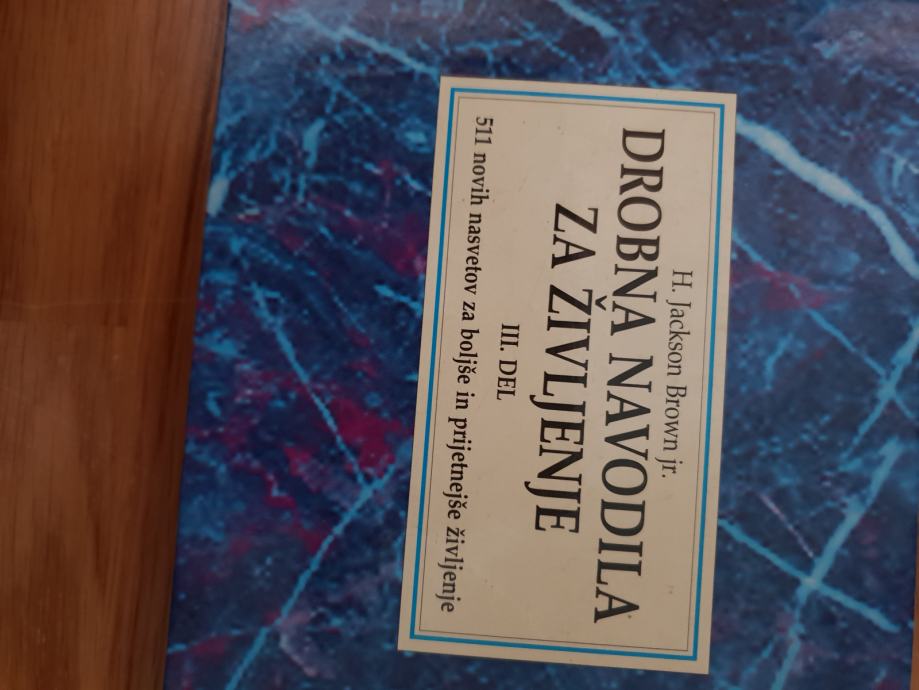 H. Jackson Brown jr.
DROBNA NAVODILA
ZA ŽIVLJENJE
III. DEL
511 novih nasvetov za boljše in prijetnejše življenje